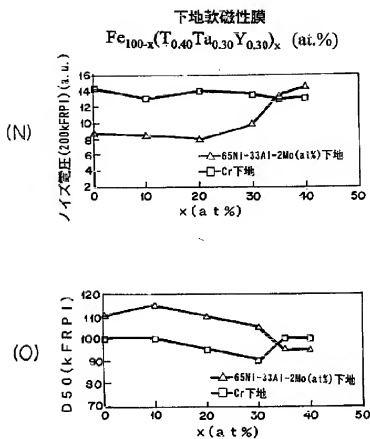 下地軟磁性膜
Fe100-x(T0.40Ta0.30Y0.30)x (at.%)
(N)
ノイズ電圧(200kFRPI)(a.u.)
16
14
12
10
8
6
4
2
65Ni-33Al-2Mo(at%)下地
Cr下地
0 10 20 30 40 50
x(at%)
(O)
D50(kFRPI)
120
110
100
90
80
70
65Ni-33Al-2Mo(at%)下地
Cr下地
0 10 20 30 40 50
x(at%)